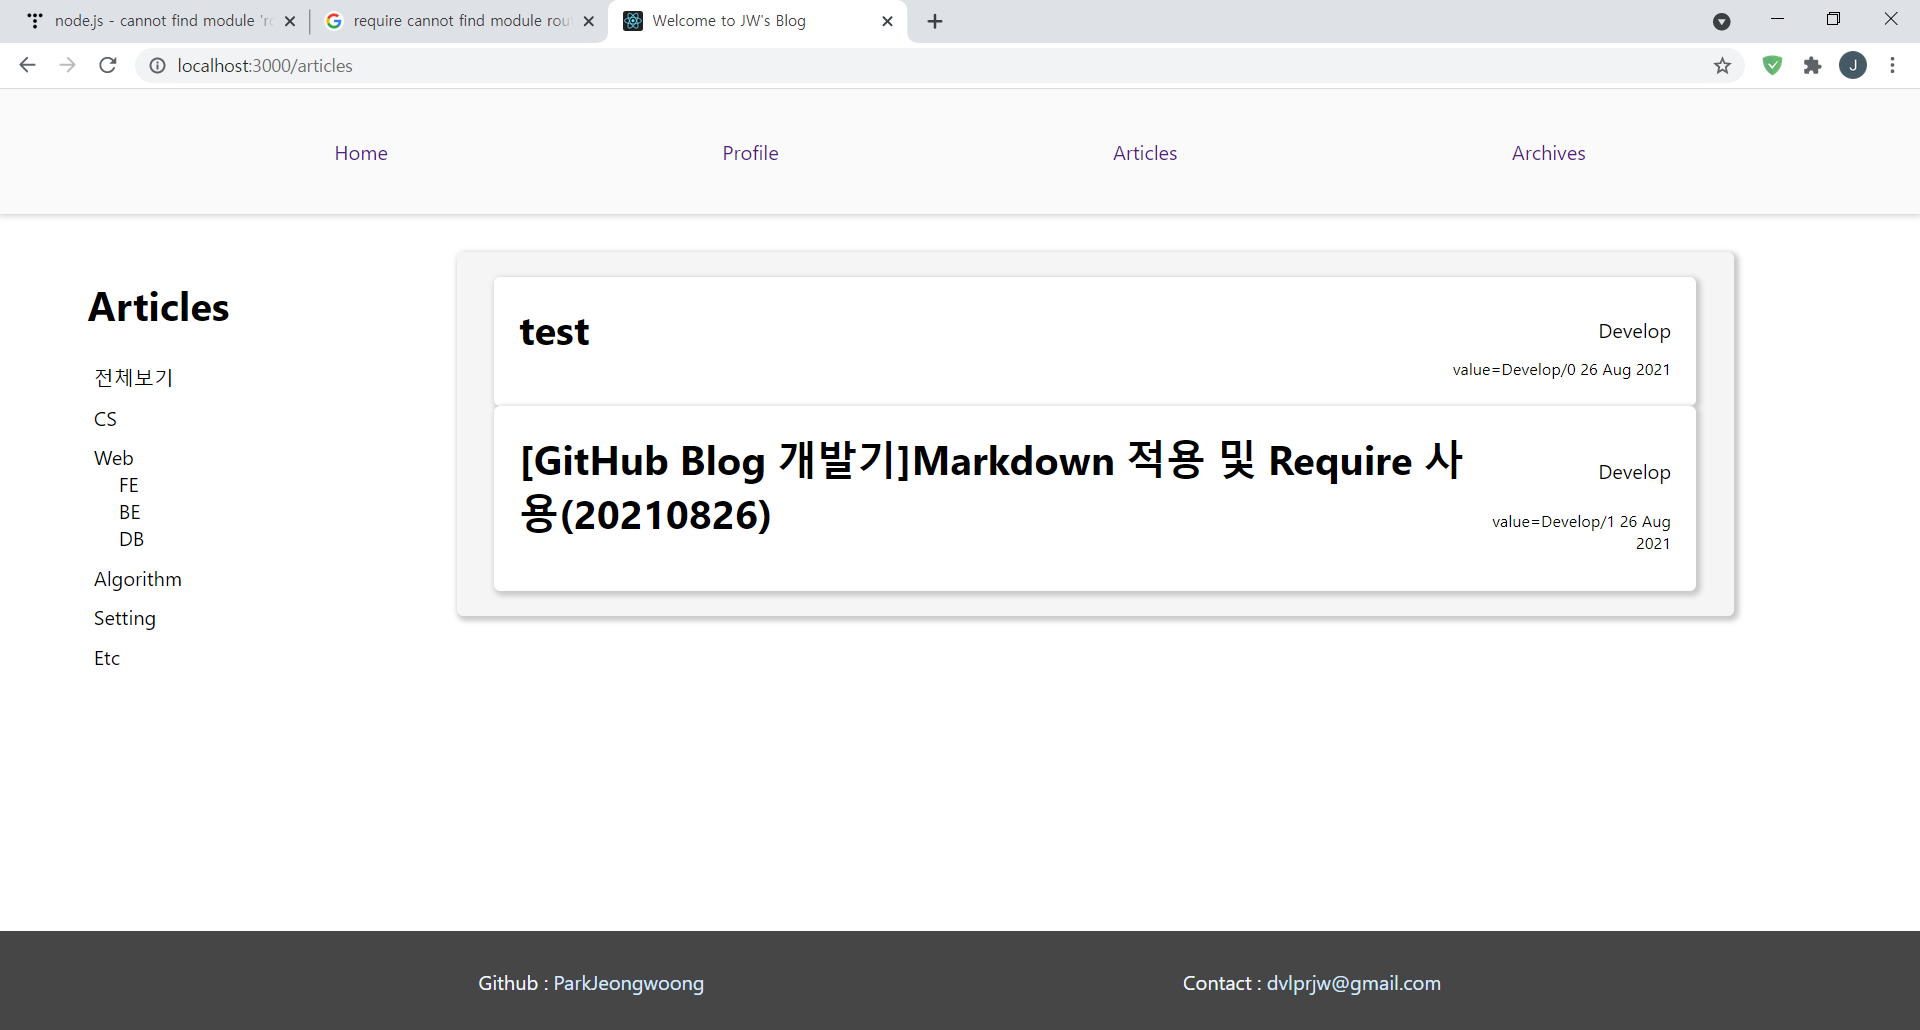 node.js - cannot find module 'ro
require cannot find module rou
Welcome to JW's Blog
localhost:3000/articles
J
Home Profile Articles Archives
Articles
전체보기
CS
Web
FE
BE
DB
Algorithm
Setting
Etc
test
Develop
value=Develop/0 26 Aug 2021
[GitHub Blog 개발기]Markdown 적용 및 Require 사
용(20210826)
Develop
value=Develop/1 26 Aug
2021
Github : ParkJeongwoong
Contact : dvlprjw@gmail.com